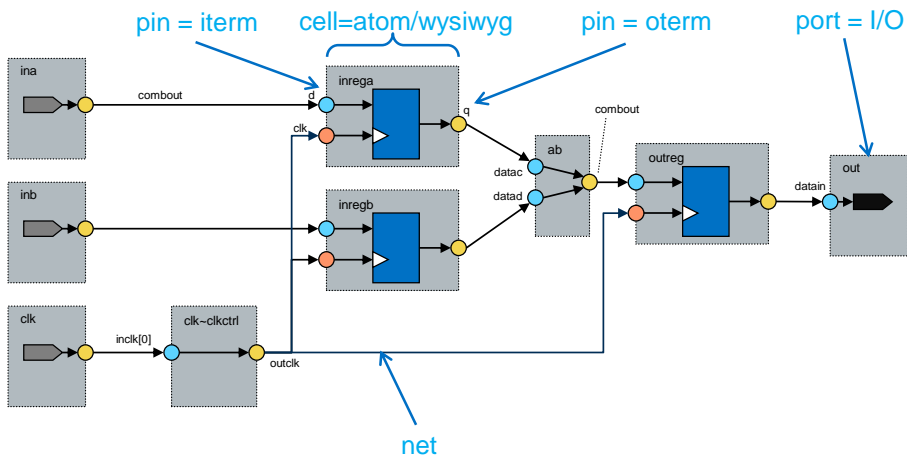 pin = iterm
cell=atom/wysiwyg
pin = oterm
port = I/O
ina
combout
d
inrega
q
clk
combout
ab
datac
datad
outreg
datain
out
inb
inregb
clk
inclk[0]
clk~clkctrl
outclk
net